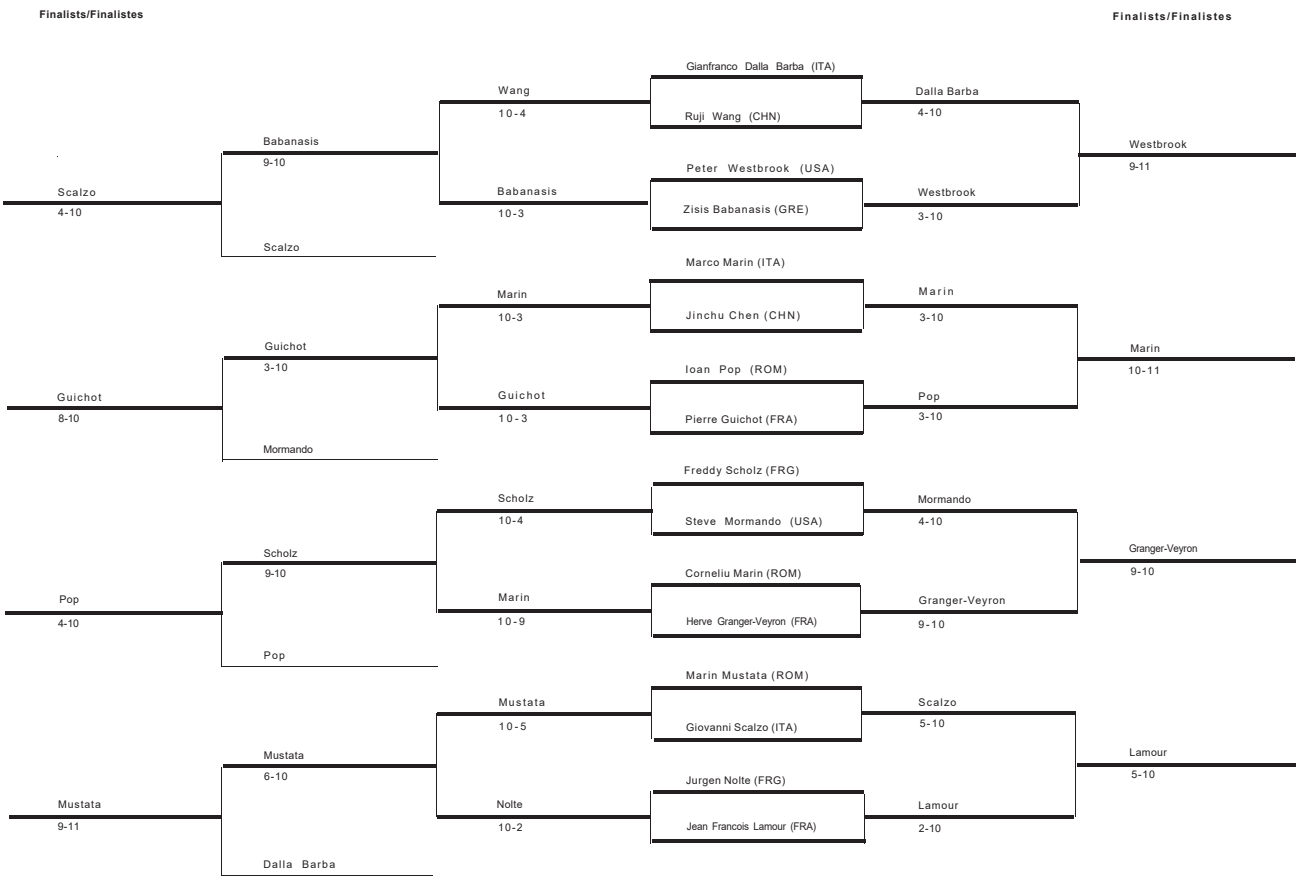 Finalists/Finalistes
Finalists/Finalistes
Gianfranco Dalla Barba (ITA)
Wang
Dalla Barba
10-4
Ruji Wang (CHN)
4-10
Babanasis
Westbrook
9-10
9-11
Peter Westbrook (USA)
Scalzo
Babanasis
Westbrook
4-10
10-3
Zisis Babanasis (GRE)
3-10
Scalzo
Marco Marin (ITA)
Marin
Marin
10-3
Jinchu Chen (CHN)
3-10
Guichot
Marin
3-10
10-11
Ioan Pop (ROM)
Guichot
Guichot
Pop
8-10
10-3
Pierre Guichot (FRA)
3-10
Mormando
Freddy Scholz (FRG)
Scholz
Mormando
10-4
Steve Mormando (USA)
4-10
Scholz
Granger-Veyron
9-10
9-10
Corneliu Marin (ROM)
Pop
Marin
Granger-Veyron
4-10
10-9
Herve Granger-Veyron (FRA)
9-10
Pop
Marin Mustata (ROM)
Mustata
Scalzo
10-5
Giovanni Scalzo (ITA)
5-10
Mustata
Lamour
6-10
5-10
Jurgen Nolte (FRG)
Mustata
Nolte
Lamour
9-11
10-2
Jean Francois Lamour (FRA)
2-10
Dalla Barba